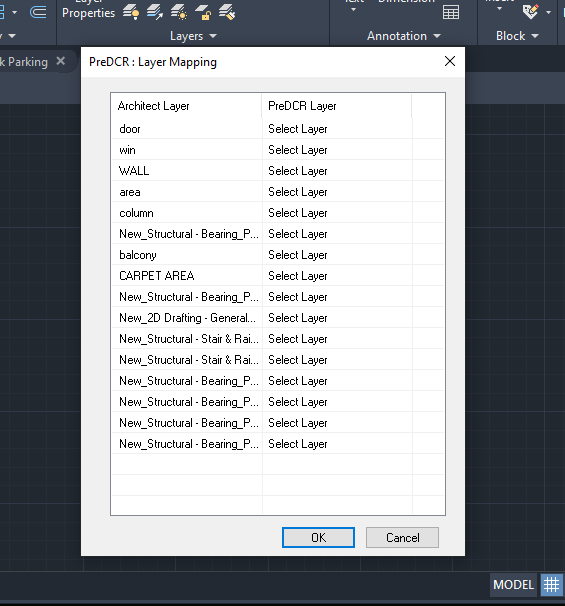 Layer
Properties
Text Dimension
Insert
Layers
Annotation
Block
k Parking
PreDCR : Layer Mapping
Architect Layer PreDCR Layer
door Select Layer
win Select Layer
WALL Select Layer
area Select Layer
column Select Layer
New_Structural - Bearing_P... Select Layer
balcony Select Layer
CARPET AREA Select Layer
New_Structural - Bearing_P... Select Layer
New_2D Drafting - General... Select Layer
New_Structural - Stair & Rai... Select Layer
New_Structural - Stair & Rai... Select Layer
New_Structural - Bearing_P... Select Layer
New_Structural - Bearing_P... Select Layer
New_Structural - Bearing_P... Select Layer
New_Structural - Bearing_P... Select Layer
OK Cancel
MODEL